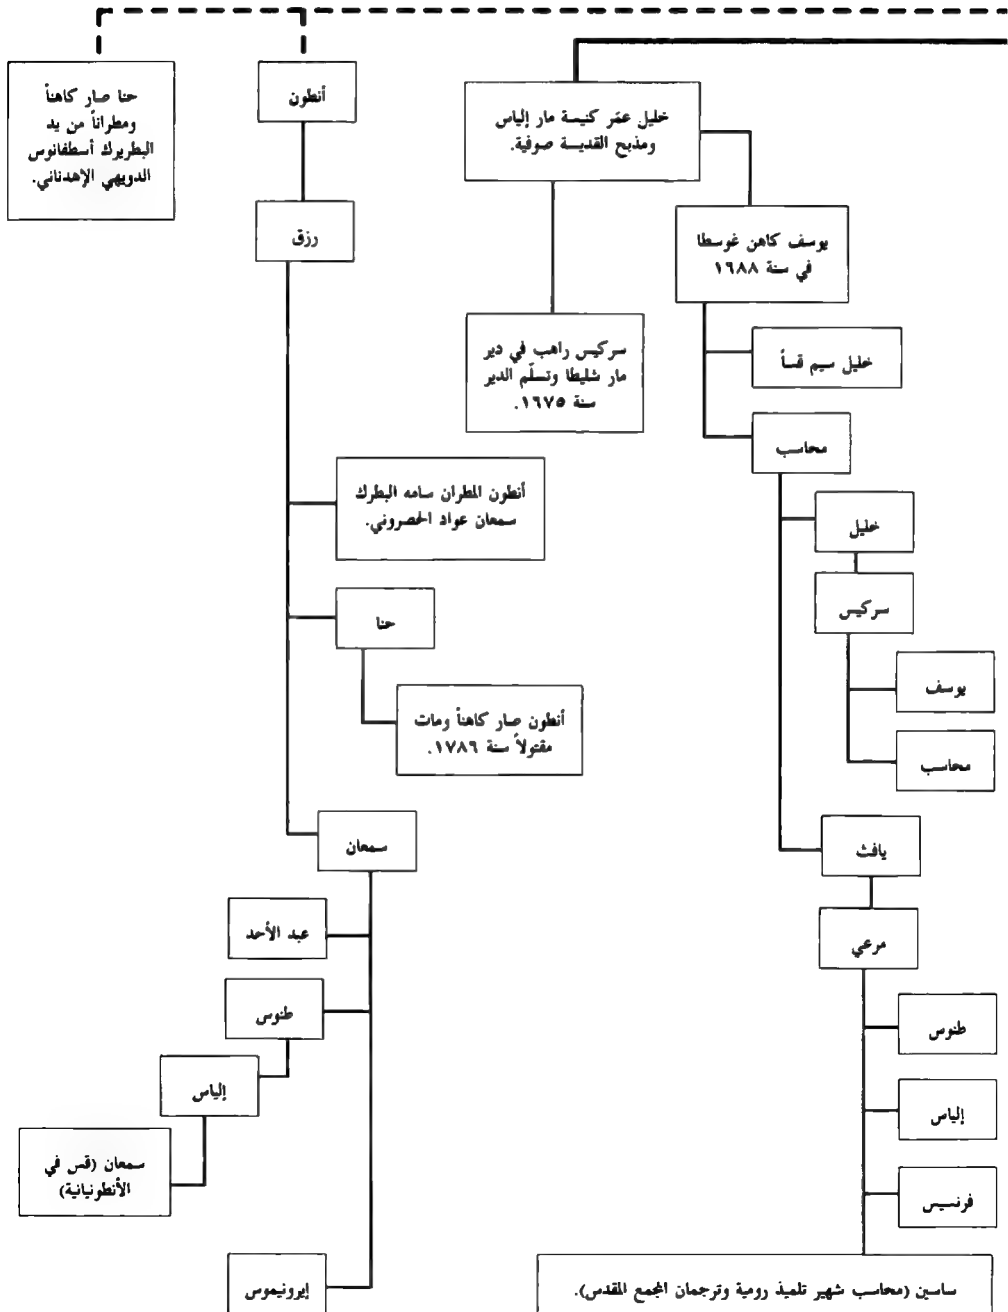 خليل عمّر كنيسة مار إلياس
ومذبح القديسة صوفية.
يوسف كاهن غوسطا
في سنة ١٦٨٨
سركيس راهب في دير
مار شليطا وتسلّم الدير
سنة ١٦٧٥.
خليل سيم قساً
محاسب
خليل
سركيس
يوسف
محاسب
يافث
مرعي
طنوس
إلياس
فرنسيس
ساسين (محاسب شهير تلميذ رومية وترجمان المجمع المقدس).
أنطون
رزق
أنطون المطران سامه البطرك
سمعان عواد الحصروني.
حنا
أنطون صار كاهناً ومات
مقتولاً سنة ١٧٨٦.
سمعان
عبد الأحد
طنوس
إلياس
سمعان (قس في
الأنطونيانية)
إيرونيموس
حنا صار كاهناً
ومطراناً من يد
البطريرك أسطفانوس
الدويهي الإهدناني.